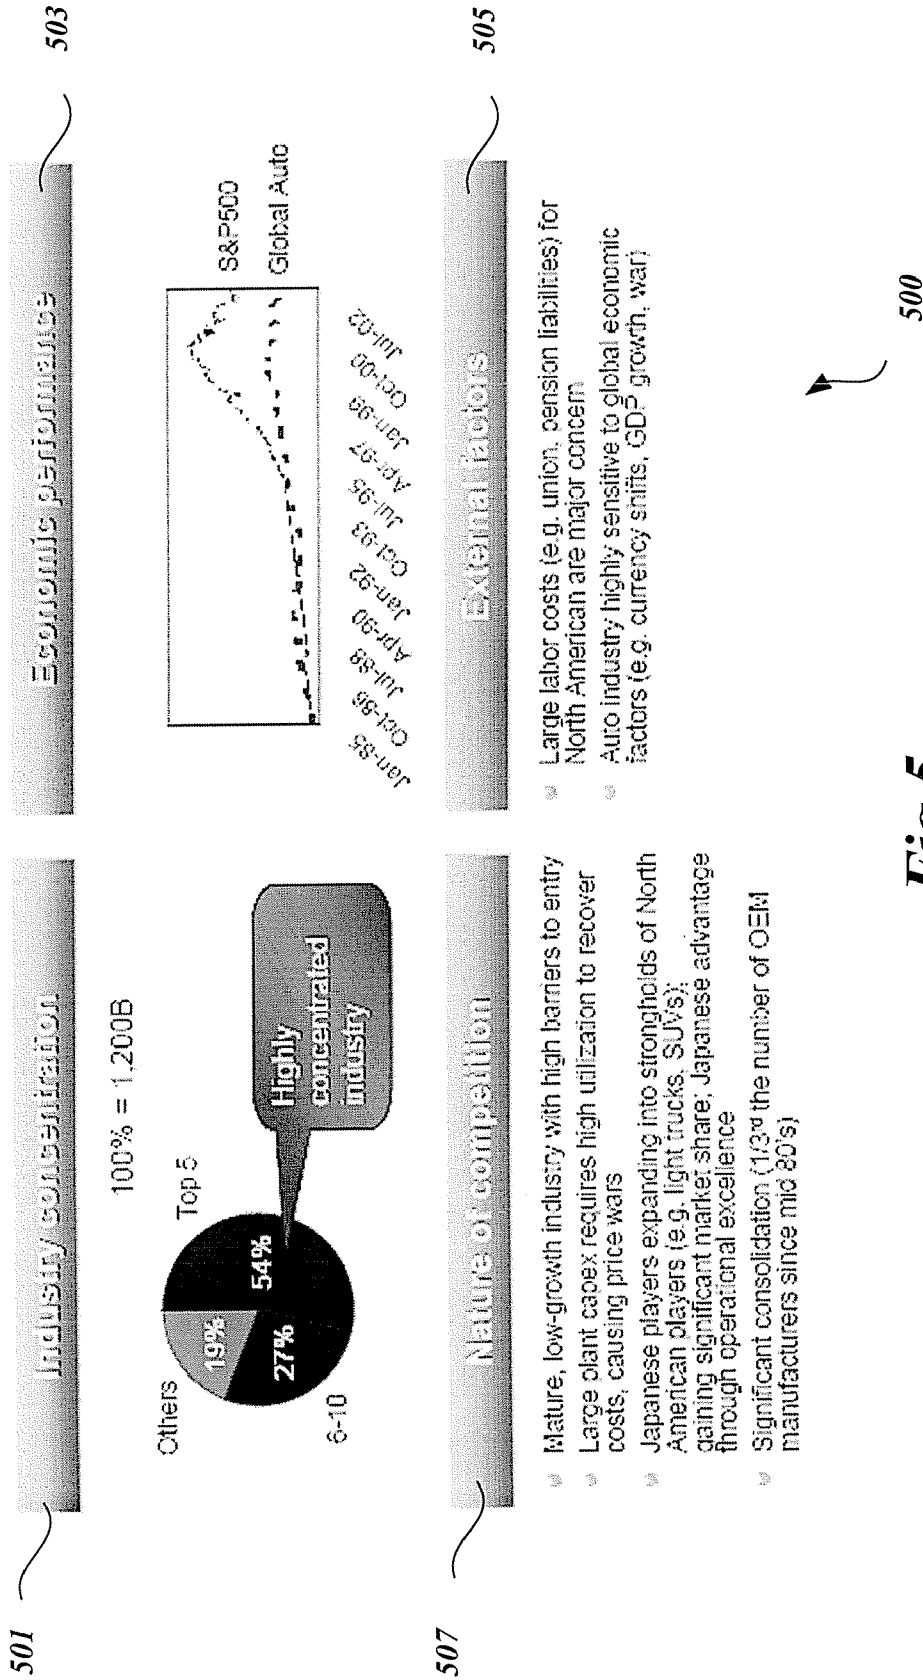 501
Industry concentration
100% = 1,200B
Others
Top 5
19%
54%
27%
6-10
Highly
concentrated
industry
Economic performance
503
S&P500
Global Auto
Jan-85
Oct-86
Jul-88
Apr-90
Jan-92
Oct-93
Jul-95
Apr-97
Jan-99
Oct-00
Jul-02
507
Nature of competition
Mature, low-growth industry with high barriers to entry
Large plant capex requires high utilization to recover
costs, causing price wars
Japanese players expanding into strongholds of North
American players (e.g. light trucks, SUVs);
gaining significant market share; Japanese advantage
through operational excellence
Significant consolidation (1/3rd the number of OEM
manufacturers since mid 80's)
External factors
505
Large labor costs (e.g. union, pension liabilities) for
North American are major concern
Auto industry highly sensitive to global economic
factors (e.g. currency shifts, GDP growth, war)
500
Fig. 5